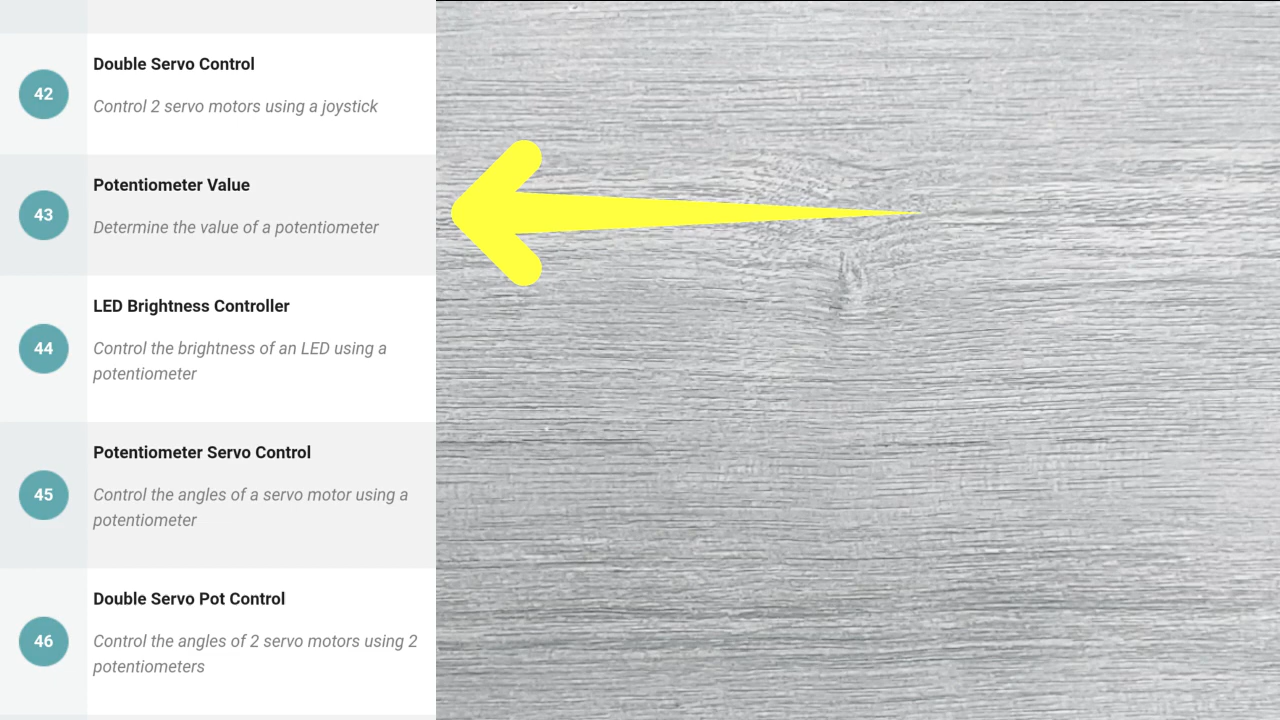 42
Double Servo Control
Control 2 servo motors using a joystick
43
Potentiometer Value
Determine the value of a potentiometer
44
LED Brightness Controller
Control the brightness of an LED using a
potentiometer
45
Potentiometer Servo Control
Control the angles of a servo motor using a
potentiometer
46
Double Servo Pot Control
Control the angles of 2 servo motors using 2
potentiometers